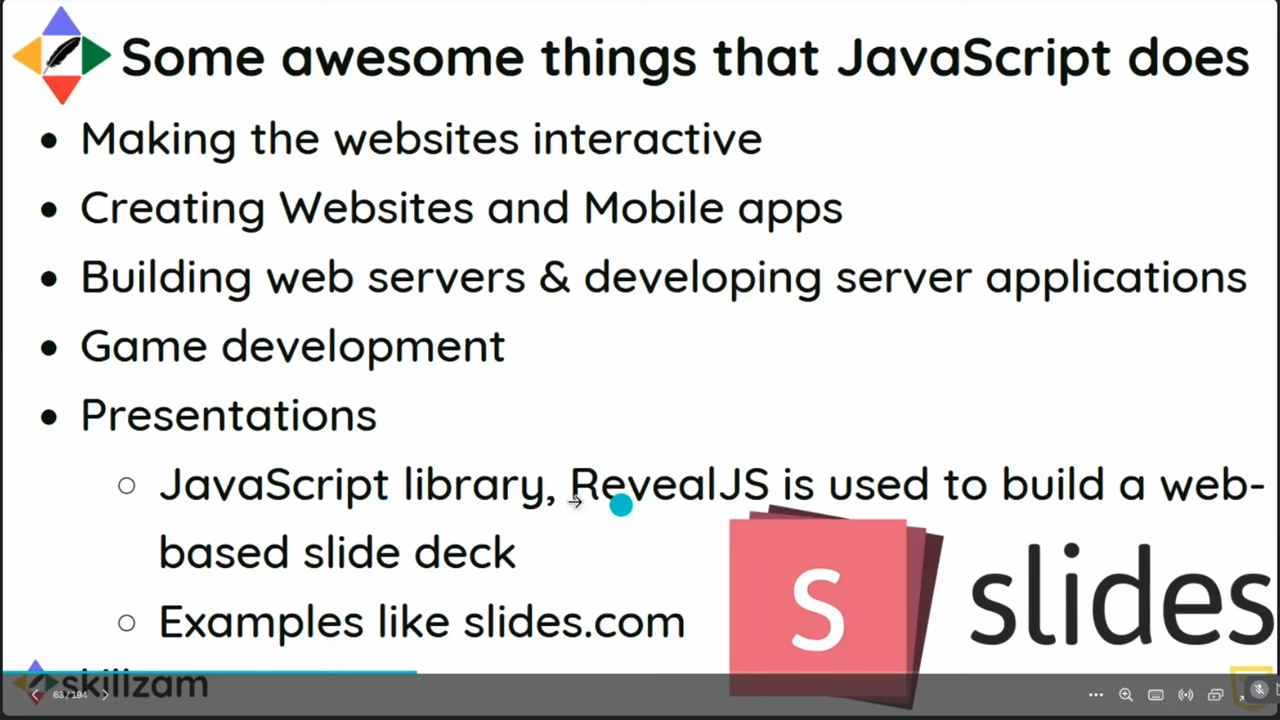 Some awesome things that JavaScript does
Making the websites interactive
Creating Websites and Mobile apps
Building web servers & developing server applications
Game development
Presentations
JavaScript library, RevealJS is used to build a web-
based slide deck
Examples like slides.com
S slides
skillzam
63 / 194